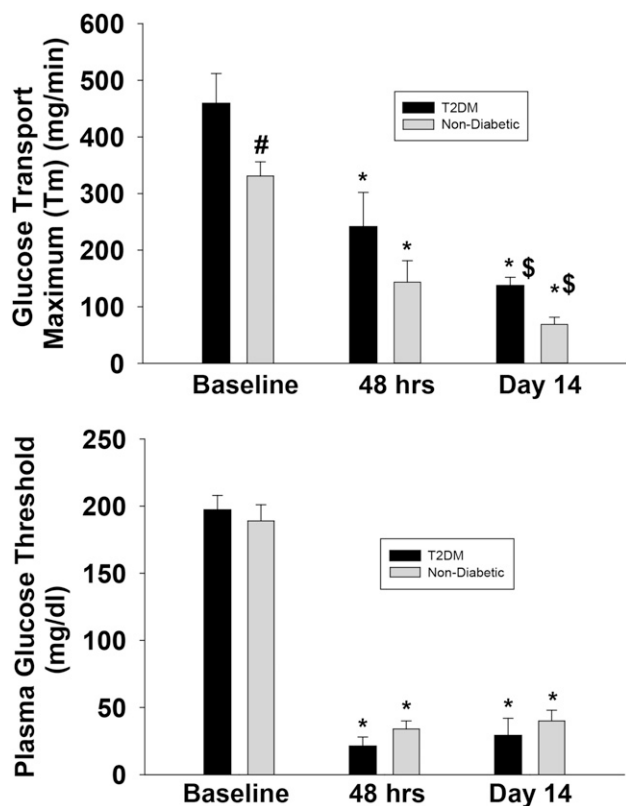 600
500
400
300
200
100
0
Glucose Transport
Maximum (Tm) (mg/min)
T2DM
Non-Diabetic
#
*
*
* $
* $
Baseline 48 hrs Day 14
250
200
150
100
50
0
Plasma Glucose Threshold
(mg/dl)
T2DM
Non-Diabetic
*
*
*
*
Baseline 48 hrs Day 14